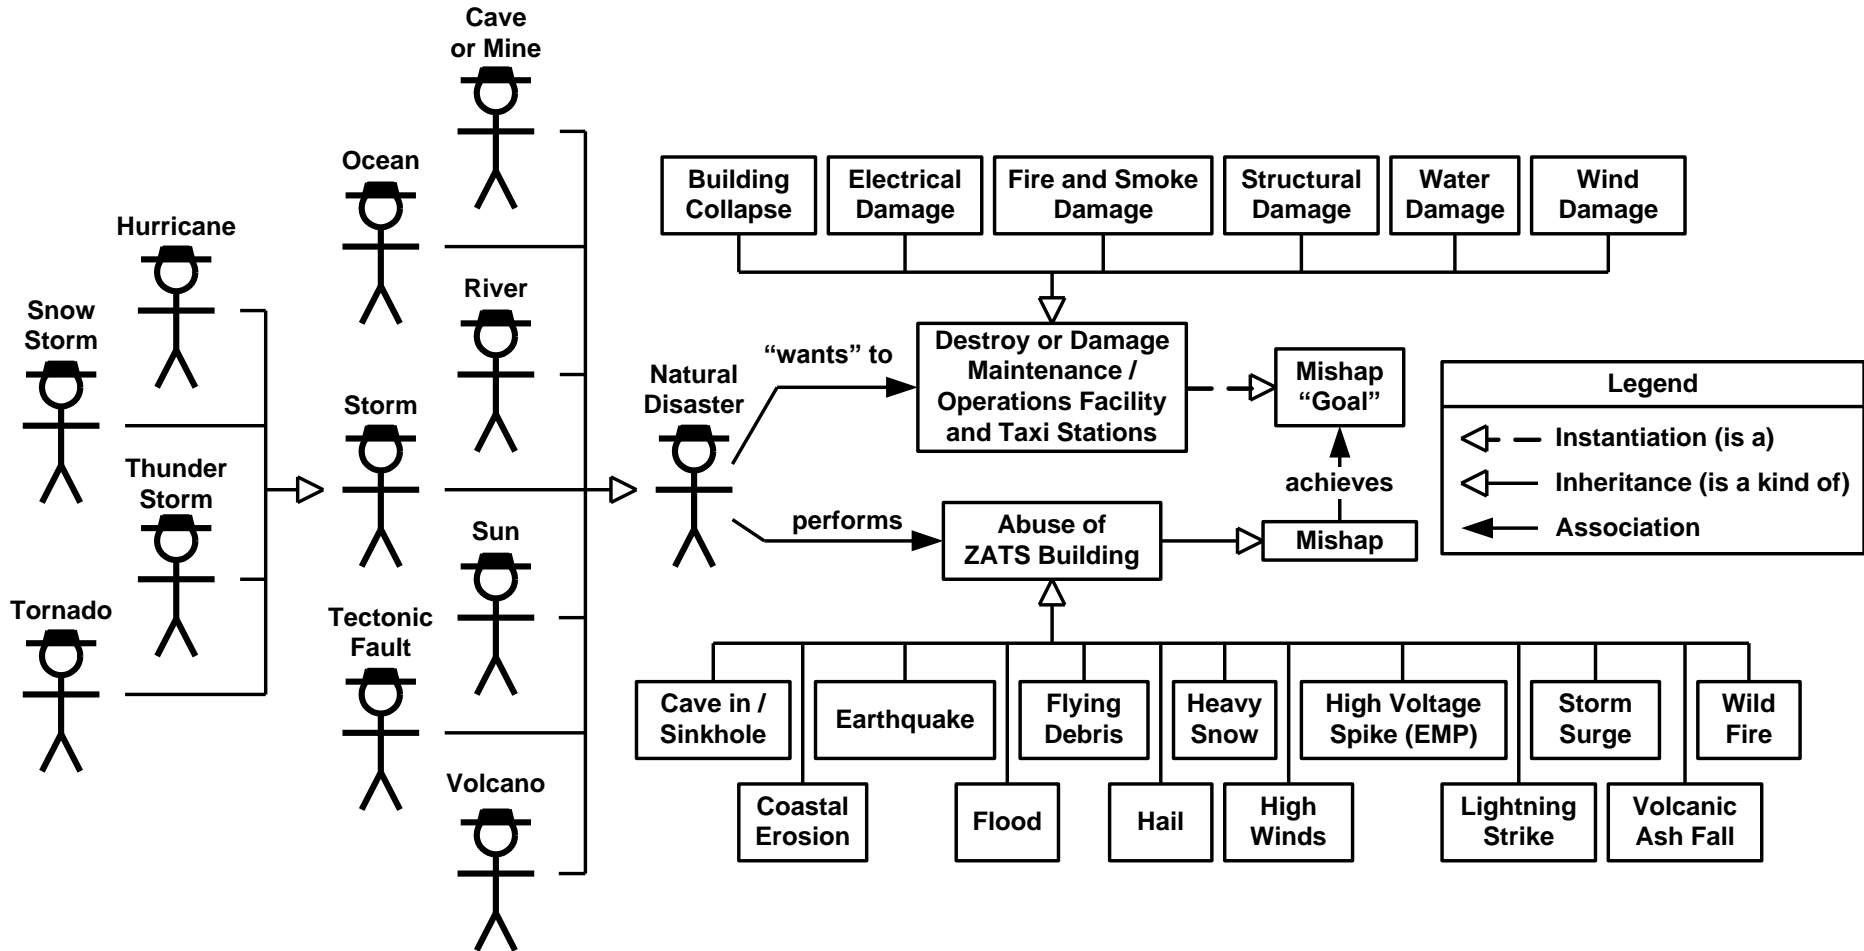 Cave
or Mine
Ocean
Hurricane
River
Snow
Storm
Storm
Thunder
Storm
Sun
Tornado
Tectonic
Fault
Volcano
Natural
Disaster
Building
Collapse
Electrical
Damage
Fire and Smoke
Damage
Structural
Damage
Water
Damage
Wind
Damage
“wants” to
Destroy or Damage
Maintenance /
Operations Facility
and Taxi Stations
Mishap
“Goal”
achieves
performs
Abuse of
ZATS Building
Mishap
Legend
Instantiation (is a)
Inheritance (is a kind of)
Association
Cave in /
Sinkhole
Earthquake
Flying
Debris
Heavy
Snow
High Voltage
Spike (EMP)
Storm
Surge
Wild
Fire
Coastal
Erosion
Flood
Hail
High
Winds
Lightning
Strike
Volcanic
Ash Fall